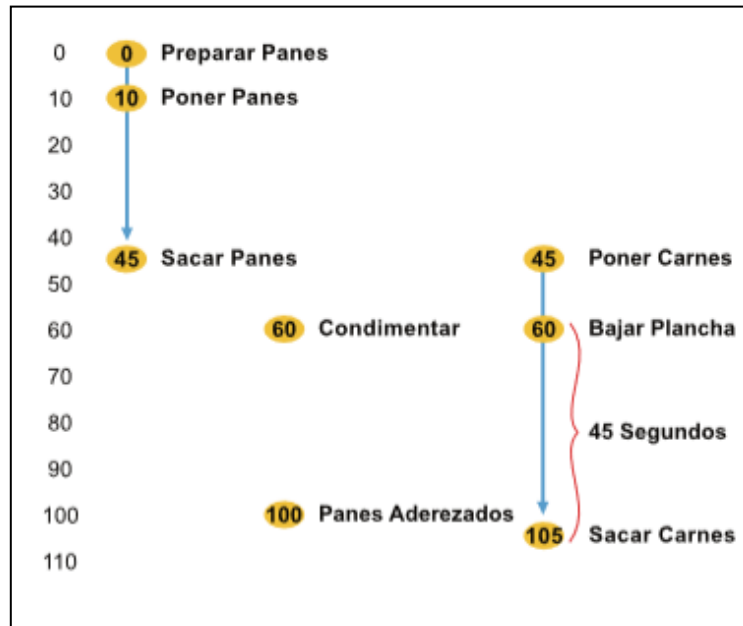 0 0 Preparar Panes
10 10 Poner Panes
20
30
40
45 Sacar Panes 45 Poner Carnes
50
60 60 Condimentar 60 Bajar Plancha
70
80 45 Segundos
90
100 100 Panes Aderezados
105 Sacar Carnes
110